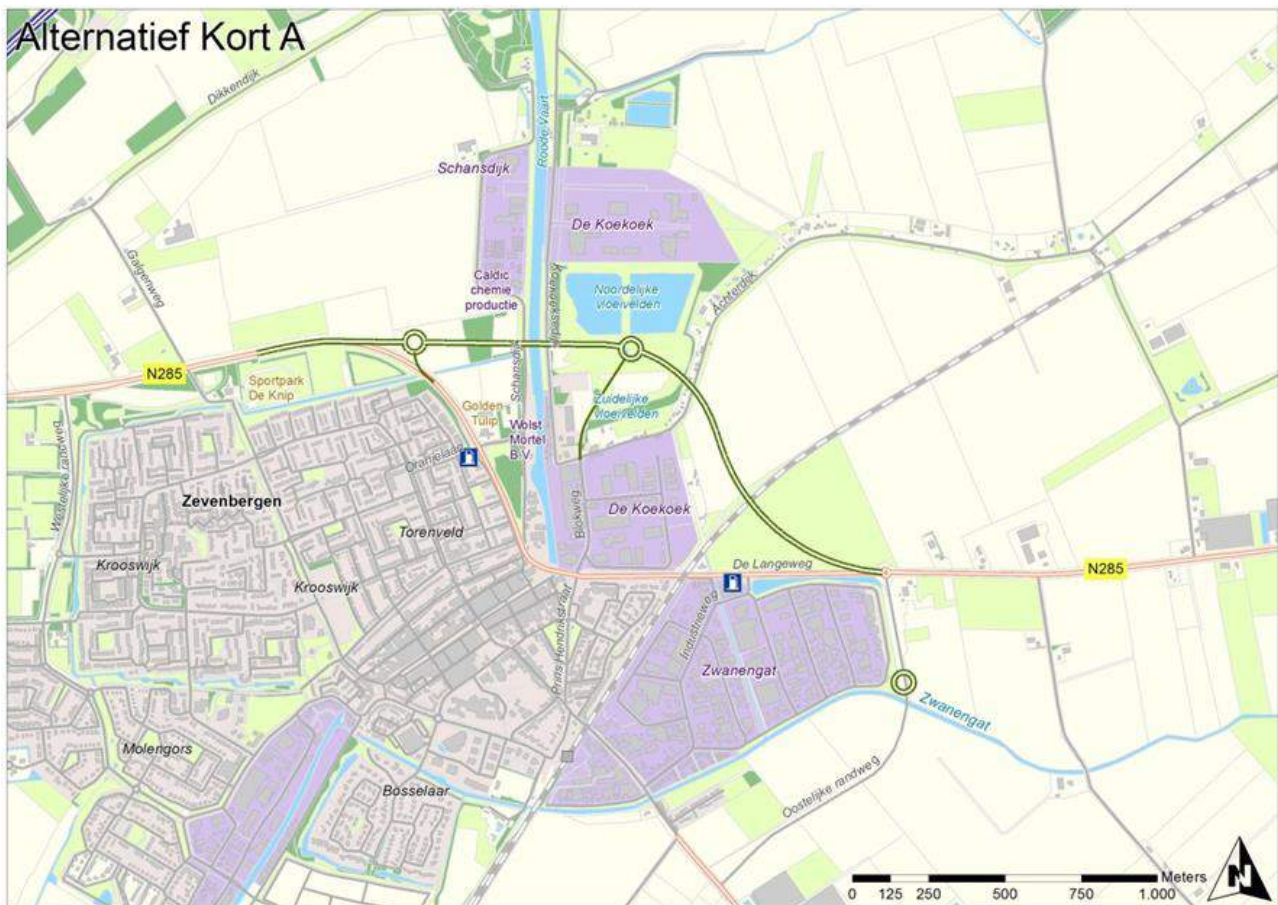 Alternatief Kort A
Dikkendijk
Roode Vaart
Schansdijk
De Koekoek
Galgenweg
Caldic
chemie
productie
Noordelijke
vloeivelden
Achterdijk
Schansdijk
N285
Sportpark
De Knip
Golden
Tulip
Zuidelijke
vloeivelden
Wolst
Mortel
B.V.
Oranjelaan
Westelijke randweg
Zevenbergen
Torenveld
Blokweg
De Koekoek
Krooswijk
Krooswijk
De Langeweg
N285
Industrieweg
Prins Hendrikstraat
Zwanengat
Zwanengat
Molengors
Bosselaar
Oostelijke randweg
Meters
0 125 250 500 750 1.000
N